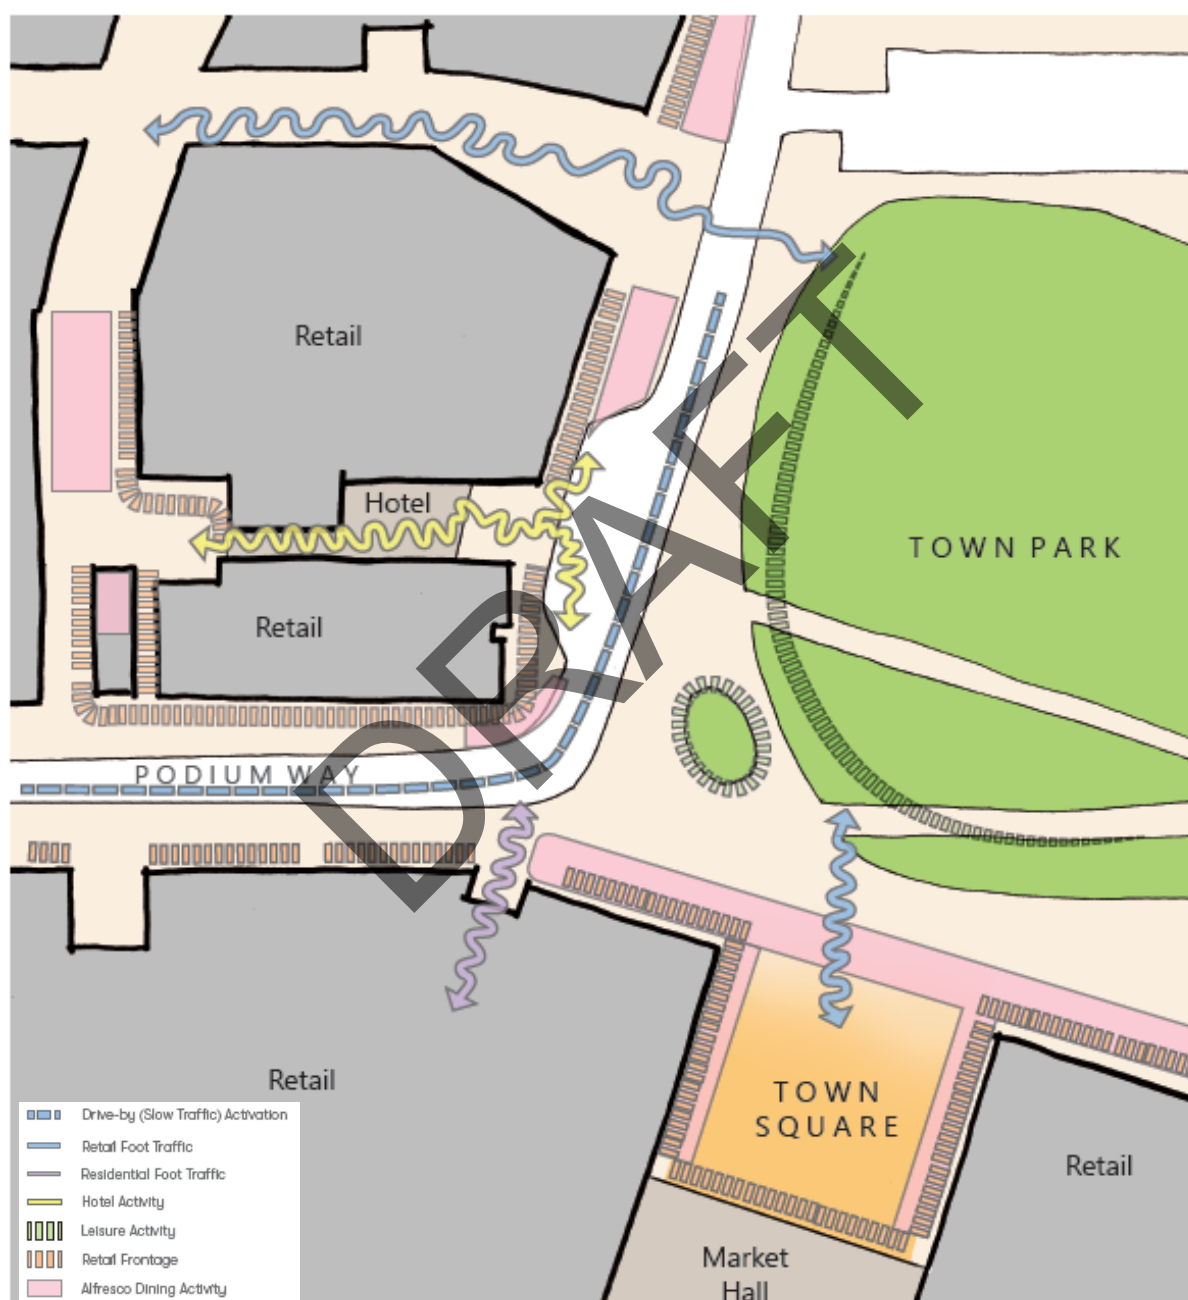 Retail
Hotel
TOWN PARK
Retail
PODIUM WAY
DRAFT
Retail
TOWN
SQUARE
Retail
Market
Hall
Drive-by (Slow Traffic) Activation
Retail Foot Traffic
Residential Foot Traffic
Hotel Activity
Leisure Activity
Retail Frontage
Alfresco Dining Activity